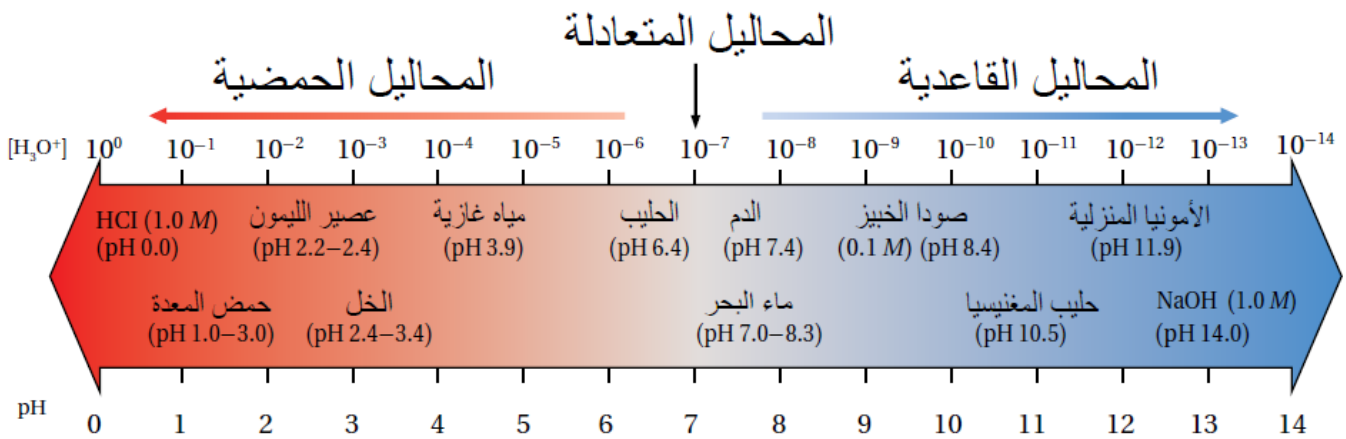 المحاليل المتعادلة
المحاليل الحمضية المحاليل القاعدية
[H₃O⁺] 10⁰ 10⁻¹ 10⁻² 10⁻³ 10⁻⁴ 10⁻⁵ 10⁻⁶ 10⁻⁷ 10⁻⁸ 10⁻⁹ 10⁻¹⁰ 10⁻¹¹ 10⁻¹² 10⁻¹³ 10⁻¹⁴
HCl (1.0 M) عصير الليمون مياه غازية الحليب الدم صودا الخبيز الأمونيا المنزلية
(pH 0.0) (pH 2.2–2.4) (pH 3.9) (pH 6.4) (pH 7.4) (0.1 M) (pH 8.4) (pH 11.9)
حمض المعدة الخل ماء البحر حليب المغنيسيا NaOH (1.0 M)
(pH 1.0–3.0) (pH 2.4–3.4) (pH 7.0–8.3) (pH 10.5) (pH 14.0)
pH 0 1 2 3 4 5 6 7 8 9 10 11 12 13 14